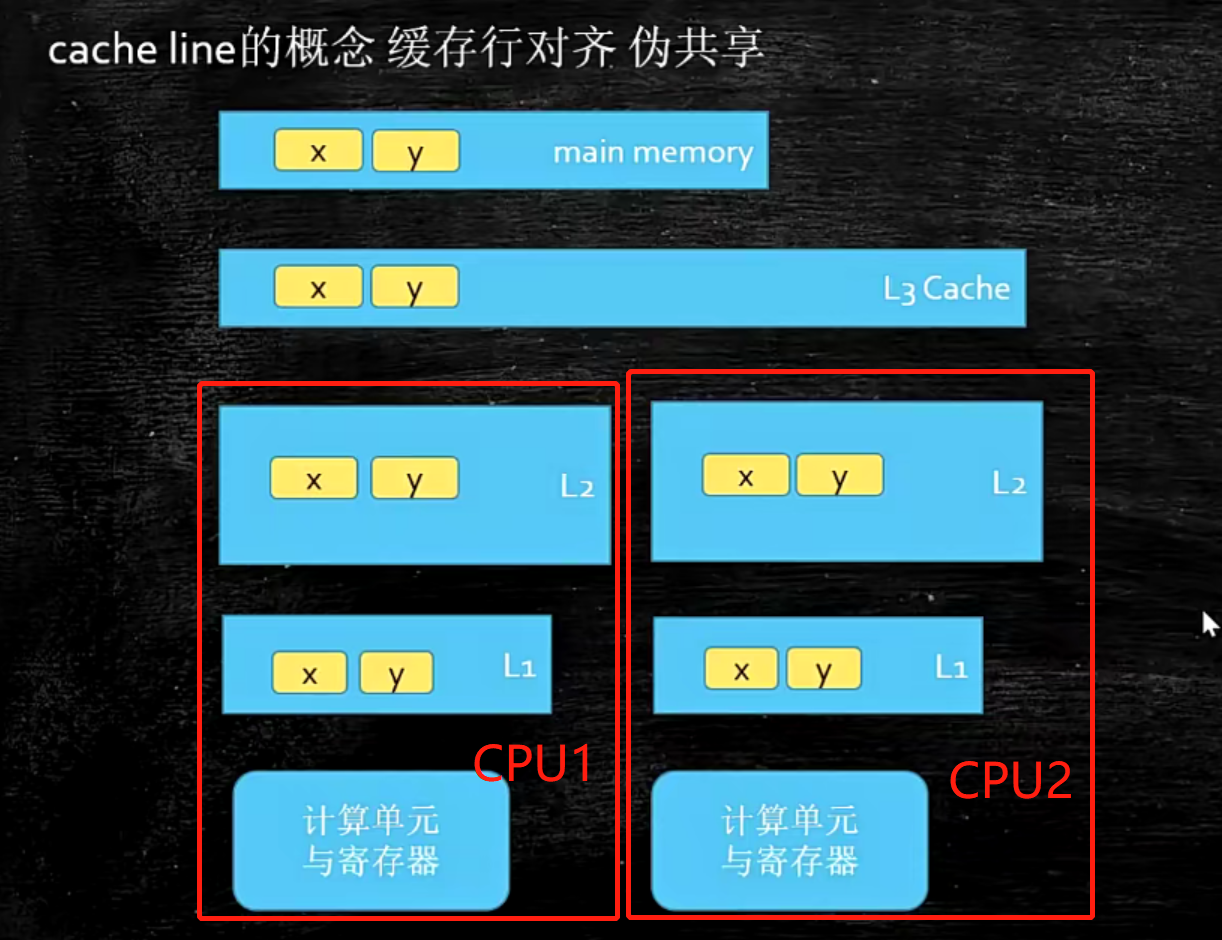 cache line的概念 缓存行对齐 伪共享
x y main memory
x y L3 Cache
x y L2
x y L2
x y L1
x y L1
CPU1
CPU2
计算单元
与寄存器
计算单元
与寄存器